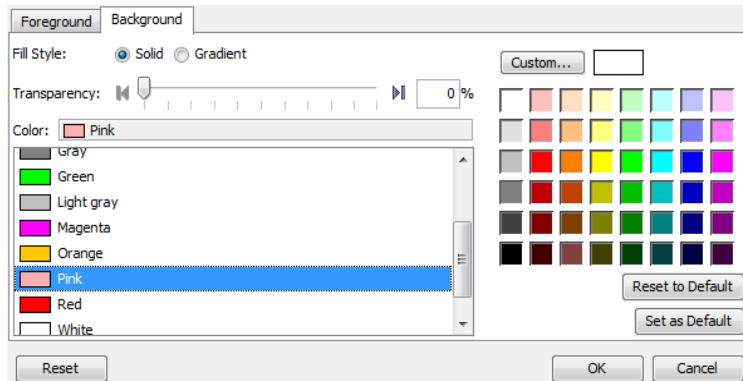 Foreground Background
Fill Style: Solid Gradient
Custom...
Transparency: 0 %
Color: Pink
Gray
Green
Light gray
Magenta
Orange
Pink
Red
White
Reset to Default
Set as Default
Reset OK Cancel